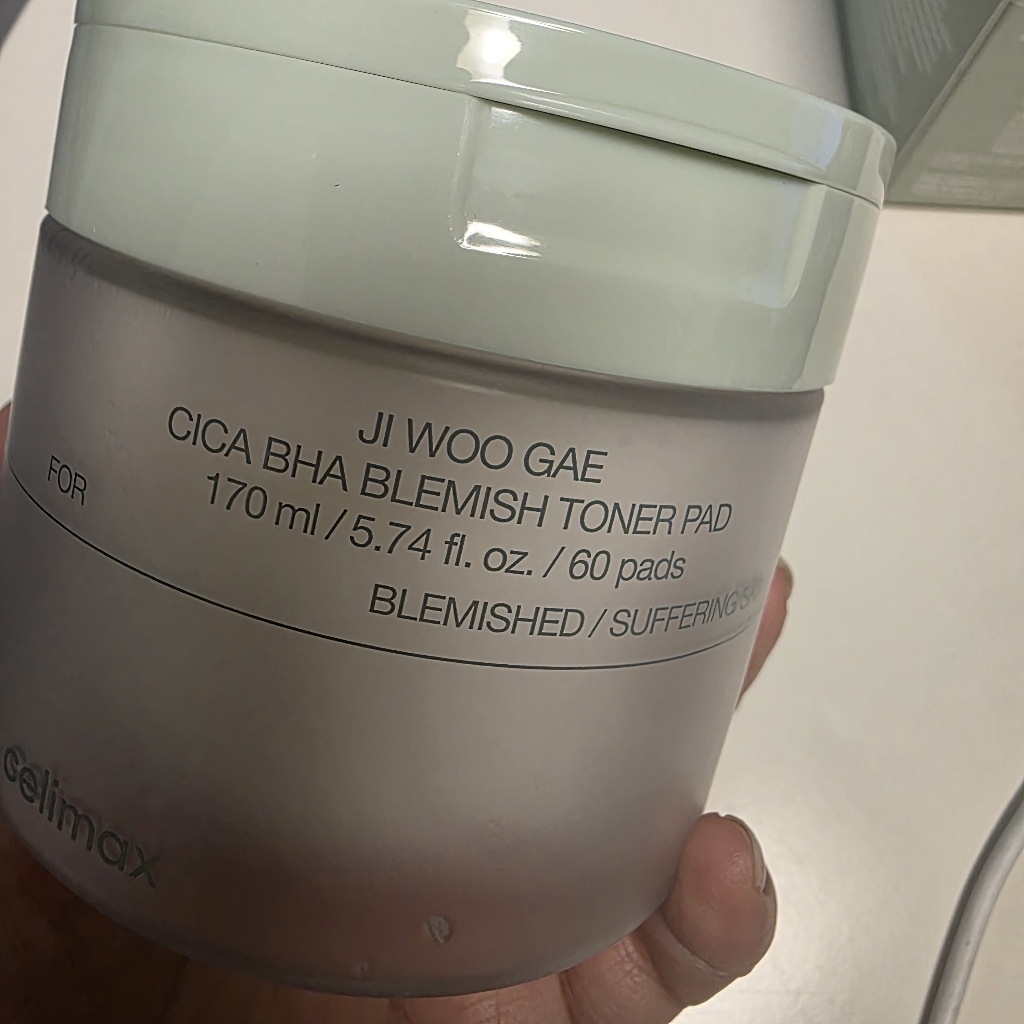 JI WOO GAE
CICA BHA BLEMISH TONER PAD
170 ml / 5.74 fl. oz. / 60 pads
FOR
BLEMISHED / SUFFERING
celimax